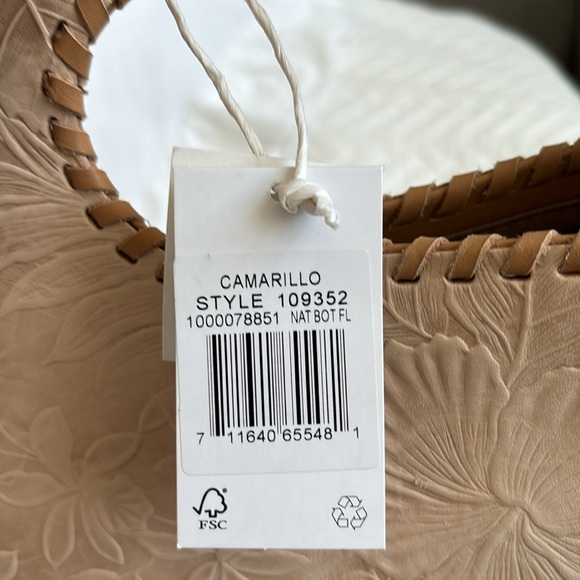 CAMARILLO
STYLE 109352
1000078851 NAT BOT FL
7 11640 65548 1
FSC